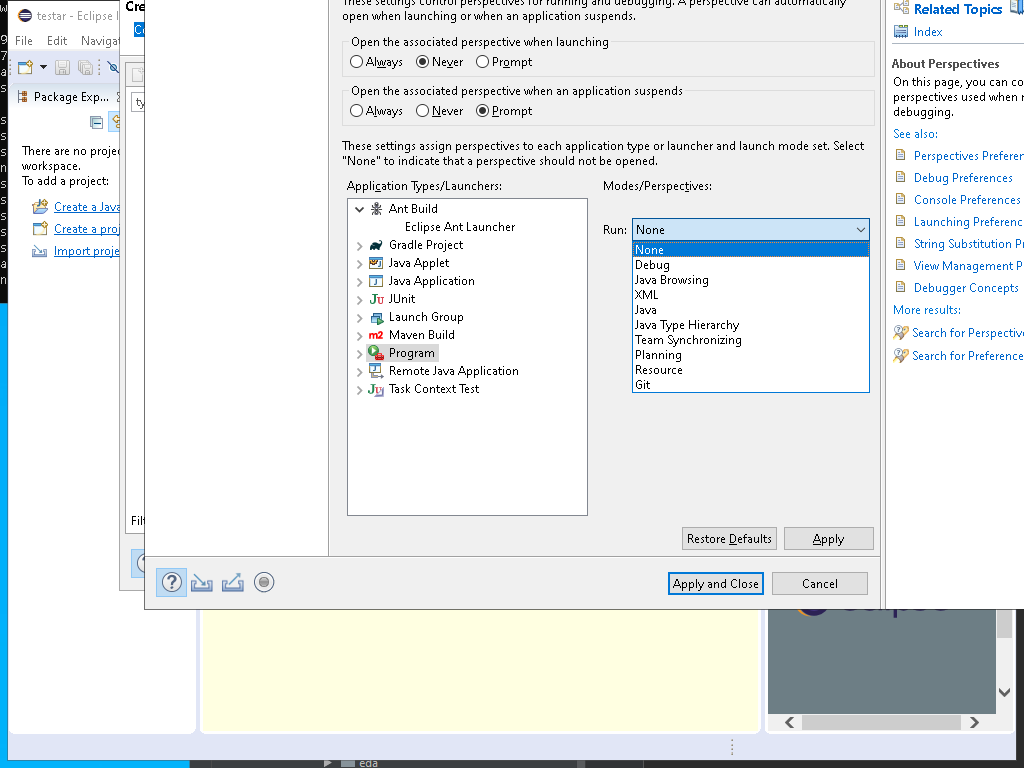 testar - Eclipse I
File Edit Navigat
Package Exp...
There are no proje
workspace.
To add a project:
Create a Java
Create a proj
Import proje
Cre
ty
Filt
These settings control perspectives for running and debugging. A perspective can automatically
open when launching or when an application suspends.
Open the associated perspective when launching
Always Never Prompt
Open the associated perspective when an application suspends
Always Never Prompt
These settings assign perspectives to each application type or launcher and launch mode set. Select
"None" to indicate that a perspective should not be opened.
Application Types/Launchers:
Modes/Perspectives:
Ant Build
Eclipse Ant Launcher
Gradle Project
Java Applet
Java Application
JUnit
Launch Group
Maven Build
Program
Remote Java Application
Task Context Test
Run: None
None
Debug
Java Browsing
XML
Java
Java Type Hierarchy
Team Synchronizing
Planning
Resource
Git
Restore Defaults Apply
Apply and Close Cancel
Related Topics
Index
About Perspectives
On this page, you can co
perspectives used when r
debugging.
See also:
Perspectives Preferen
Debug Preferences
Console Preferences
Launching Preferenc
String Substitution Pr
View Management P
Debugger Concepts
More results:
Search for Perspective
Search for Preference
eda